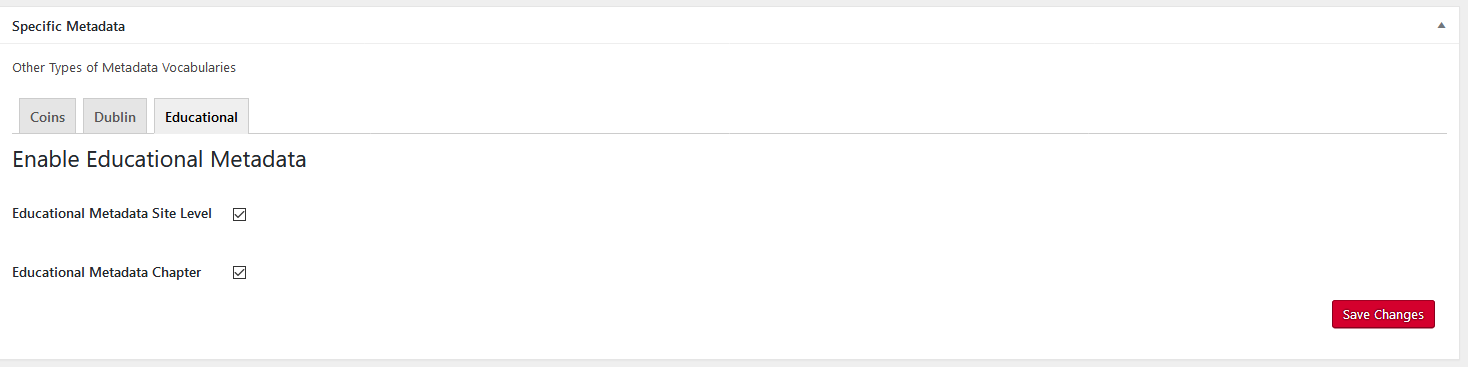 Specific Metadata
Other Types of Metadata Vocabularies
Coins Dublin Educational
Enable Educational Metadata
Educational Metadata Site Level
Educational Metadata Chapter
Save Changes